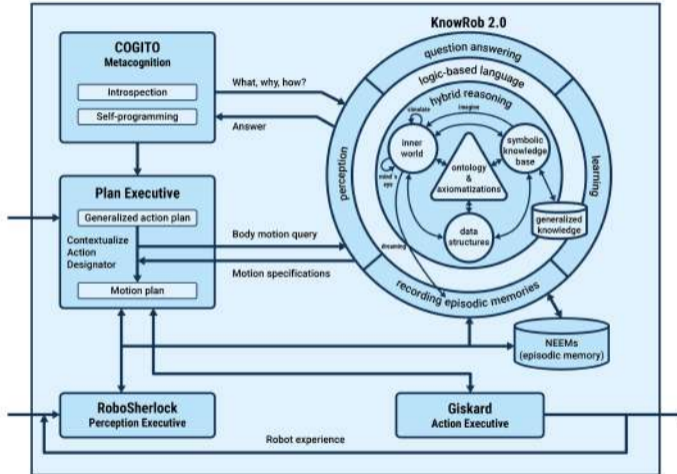 KnowRob 2.0
COGITO
Metacognition
Introspection
Self-programming
What, why, how?
Answer
question answering
logic-based language
hybrid reasoning
simulate
imagine
inner
world
symbolic
knowledge
base
mind's
eye
ontology
&
axiomatizations
data
structures
generalized
knowledge
dreaming
perception
learning
recording episodic memories
Plan Executive
Generalized action plan
Contextualize
Action
Designator
Motion plan
Body motion query
Motion specifications
NEEMs
(episodic memory)
RoboSherlock
Perception Executive
Giskard
Action Executive
Robot experience